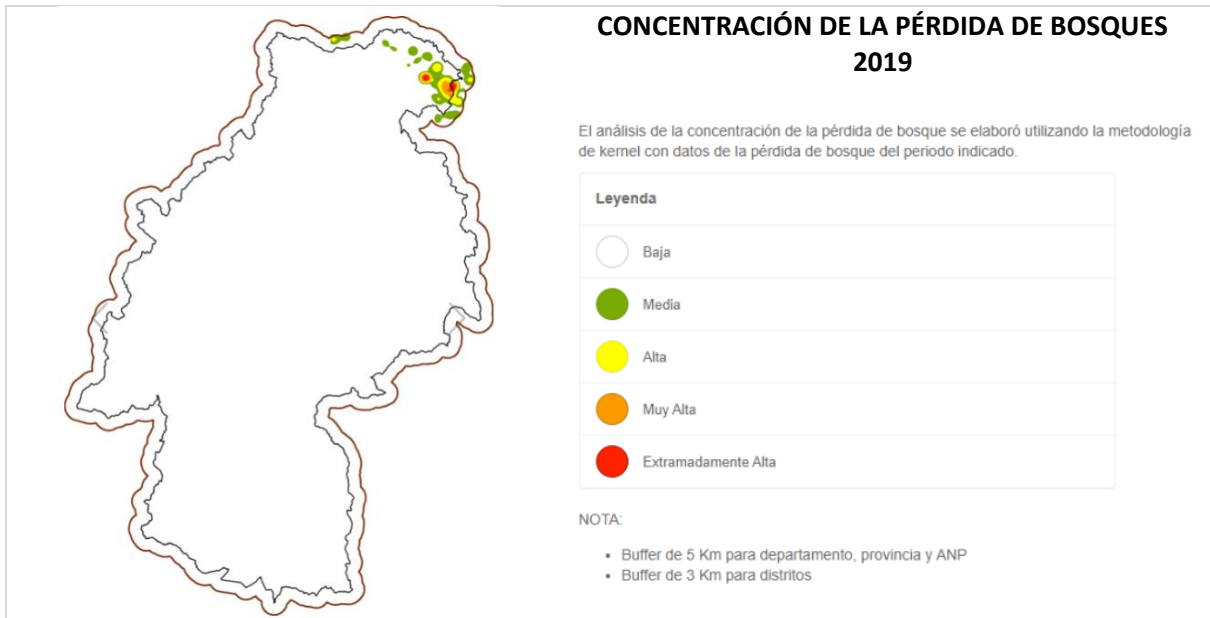 CONCENTRACIÓN DE LA PÉRDIDA DE BOSQUES
2019
El análisis de la concentración de la pérdida de bosque se elaboró utilizando la metodología
de kernel con datos de la pérdida de bosque del periodo indicado.
Leyenda
Baja
Media
Alta
Muy Alta
Extramadamente Alta
NOTA:
• Buffer de 5 Km para departamento, provincia y ANP
• Buffer de 3 Km para distritos